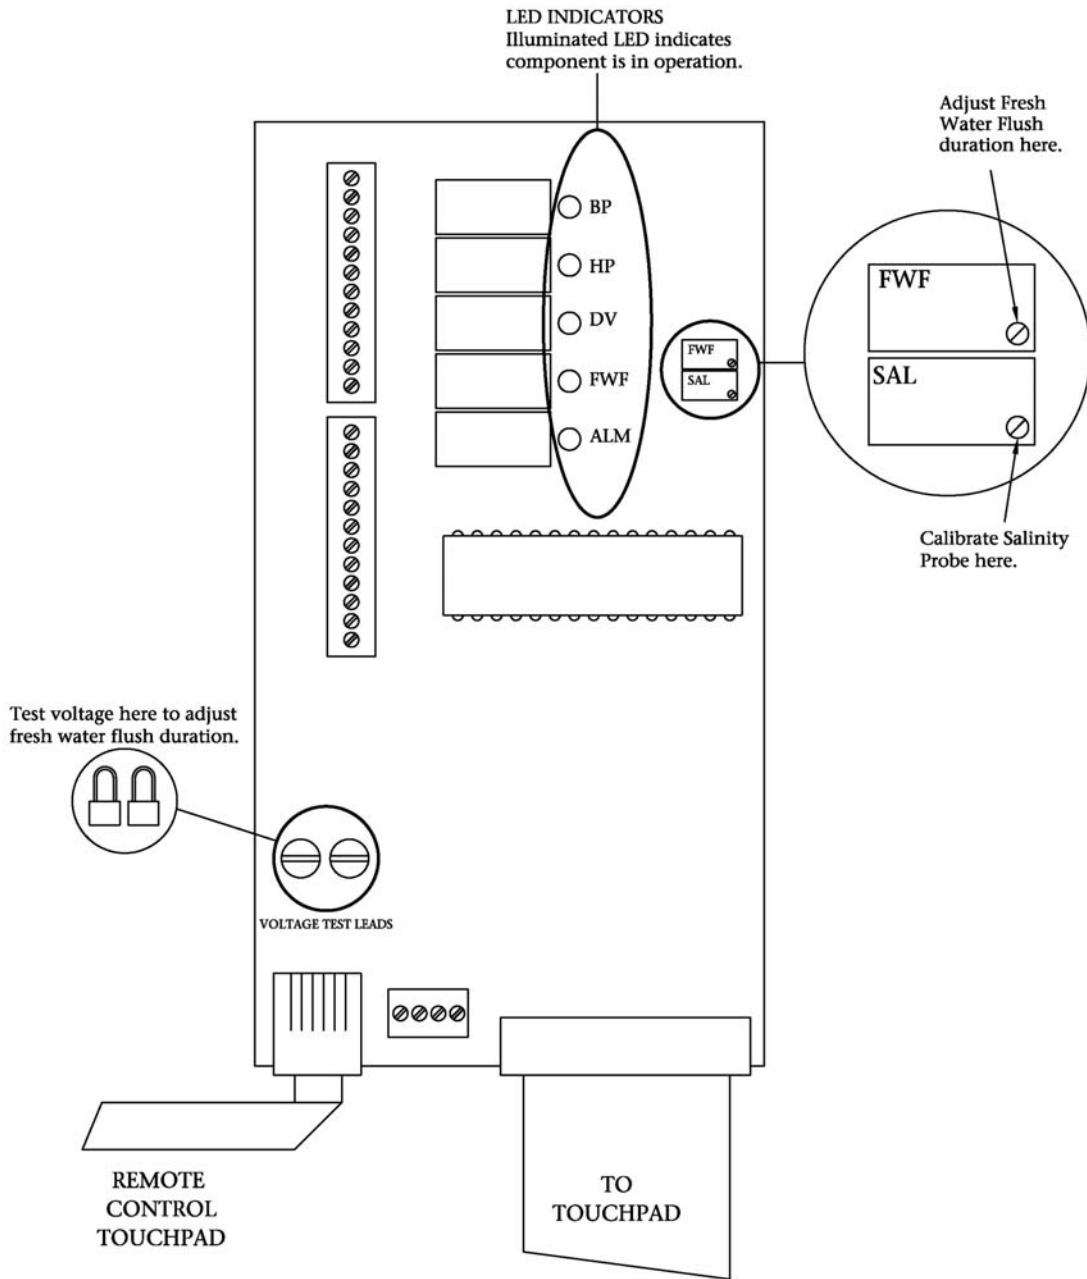 LED INDICATORS
Illuminated LED indicates
component is in operation.
Adjust Fresh
Water Flush
duration here.
BP
HP
DV
FWF
ALM
FWF
SAL
FWF
SAL
Calibrate Salinity
Probe here.
Test voltage here to adjust
fresh water flush duration.
VOLTAGE TEST LEADS
REMOTE
CONTROL
TOUCHPAD
TO
TOUCHPAD